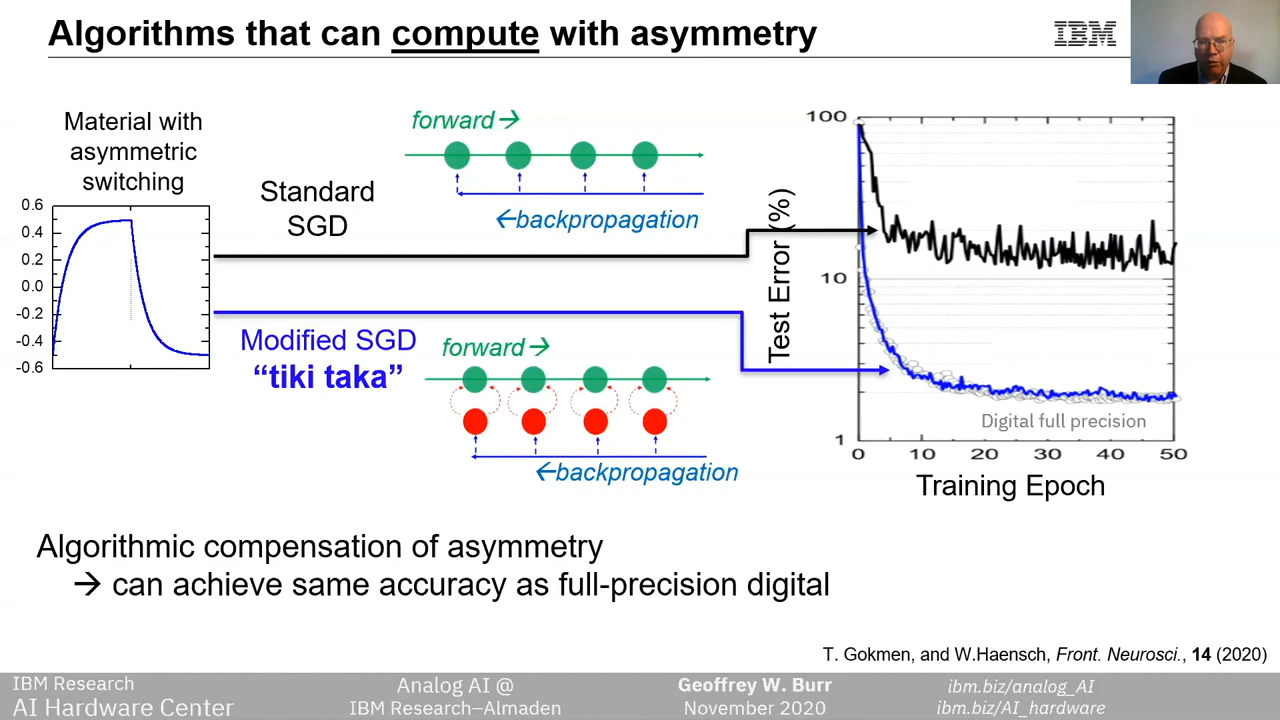 Algorithms that can compute with asymmetry
IBM
Material with
asymmetric
switching
0.6
0.4
0.2
0.0
-0.2
-0.4
-0.6
Standard
SGD
forward→
←backpropagation
Modified SGD
“tiki taka”
forward→
←backpropagation
Test Error (%)
100
10
1
Digital full precision
0 10 20 30 40 50
Training Epoch
Algorithmic compensation of asymmetry
→ can achieve same accuracy as full-precision digital
T. Gokmen, and W.Haensch, Front. Neurosci., 14 (2020)
IBM Research
AI Hardware Center
Analog AI @
IBM Research–Almaden
Geoffrey W. Burr
November 2020
ibm.biz/analog_AI
ibm.biz/AI_hardware